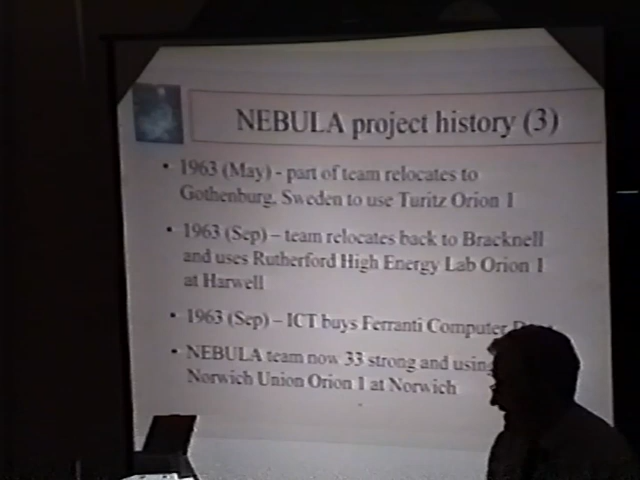 NEBULA project history (3)
• 1963 (May) - part of team relocates to
Gothenburg, Sweden to use Turitz Orion 1
• 1963 (Sep) – team relocates back to Bracknell
and uses Rutherford High Energy Lab Orion 1
at Harwell
• 1963 (Sep) – ICT buys Ferranti Computer
• NEBULA team now 33 strong and using
Norwich Union Orion 1 at Norwich